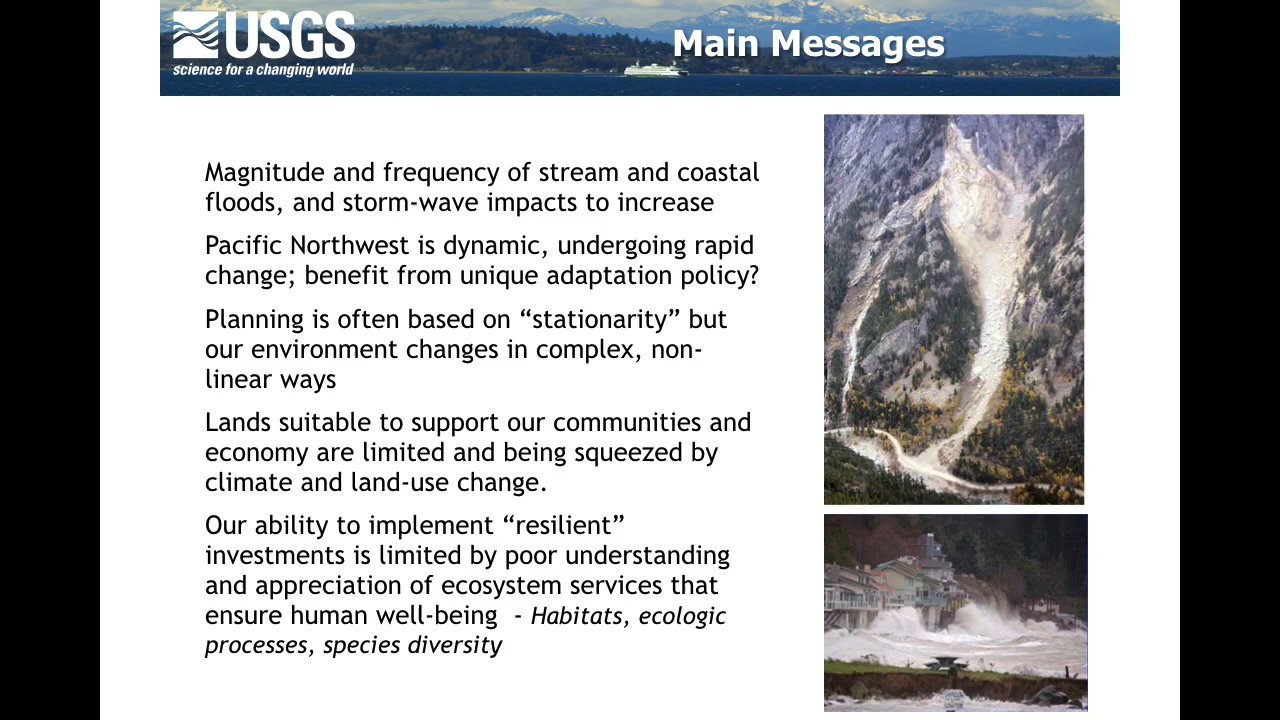 USGS
science for a changing world
Main Messages
Magnitude and frequency of stream and coastal
floods, and storm-wave impacts to increase
Pacific Northwest is dynamic, undergoing rapid
change; benefit from unique adaptation policy?
Planning is often based on “stationarity” but
our environment changes in complex, non-
linear ways
Lands suitable to support our communities and
economy are limited and being squeezed by
climate and land-use change.
Our ability to implement “resilient”
investments is limited by poor understanding
and appreciation of ecosystem services that
ensure human well-being - Habitats, ecologic
processes, species diversity